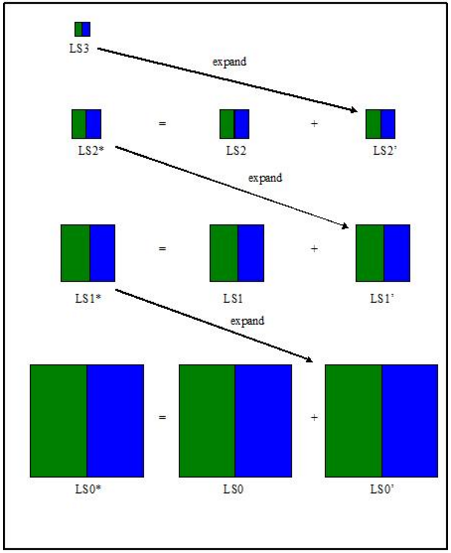 LS3
expand
=
+
LS2*
LS2
LS2’
expand
=
+
LS1*
LS1
LS1’
expand
=
+
LS0*
LS0
LS0’